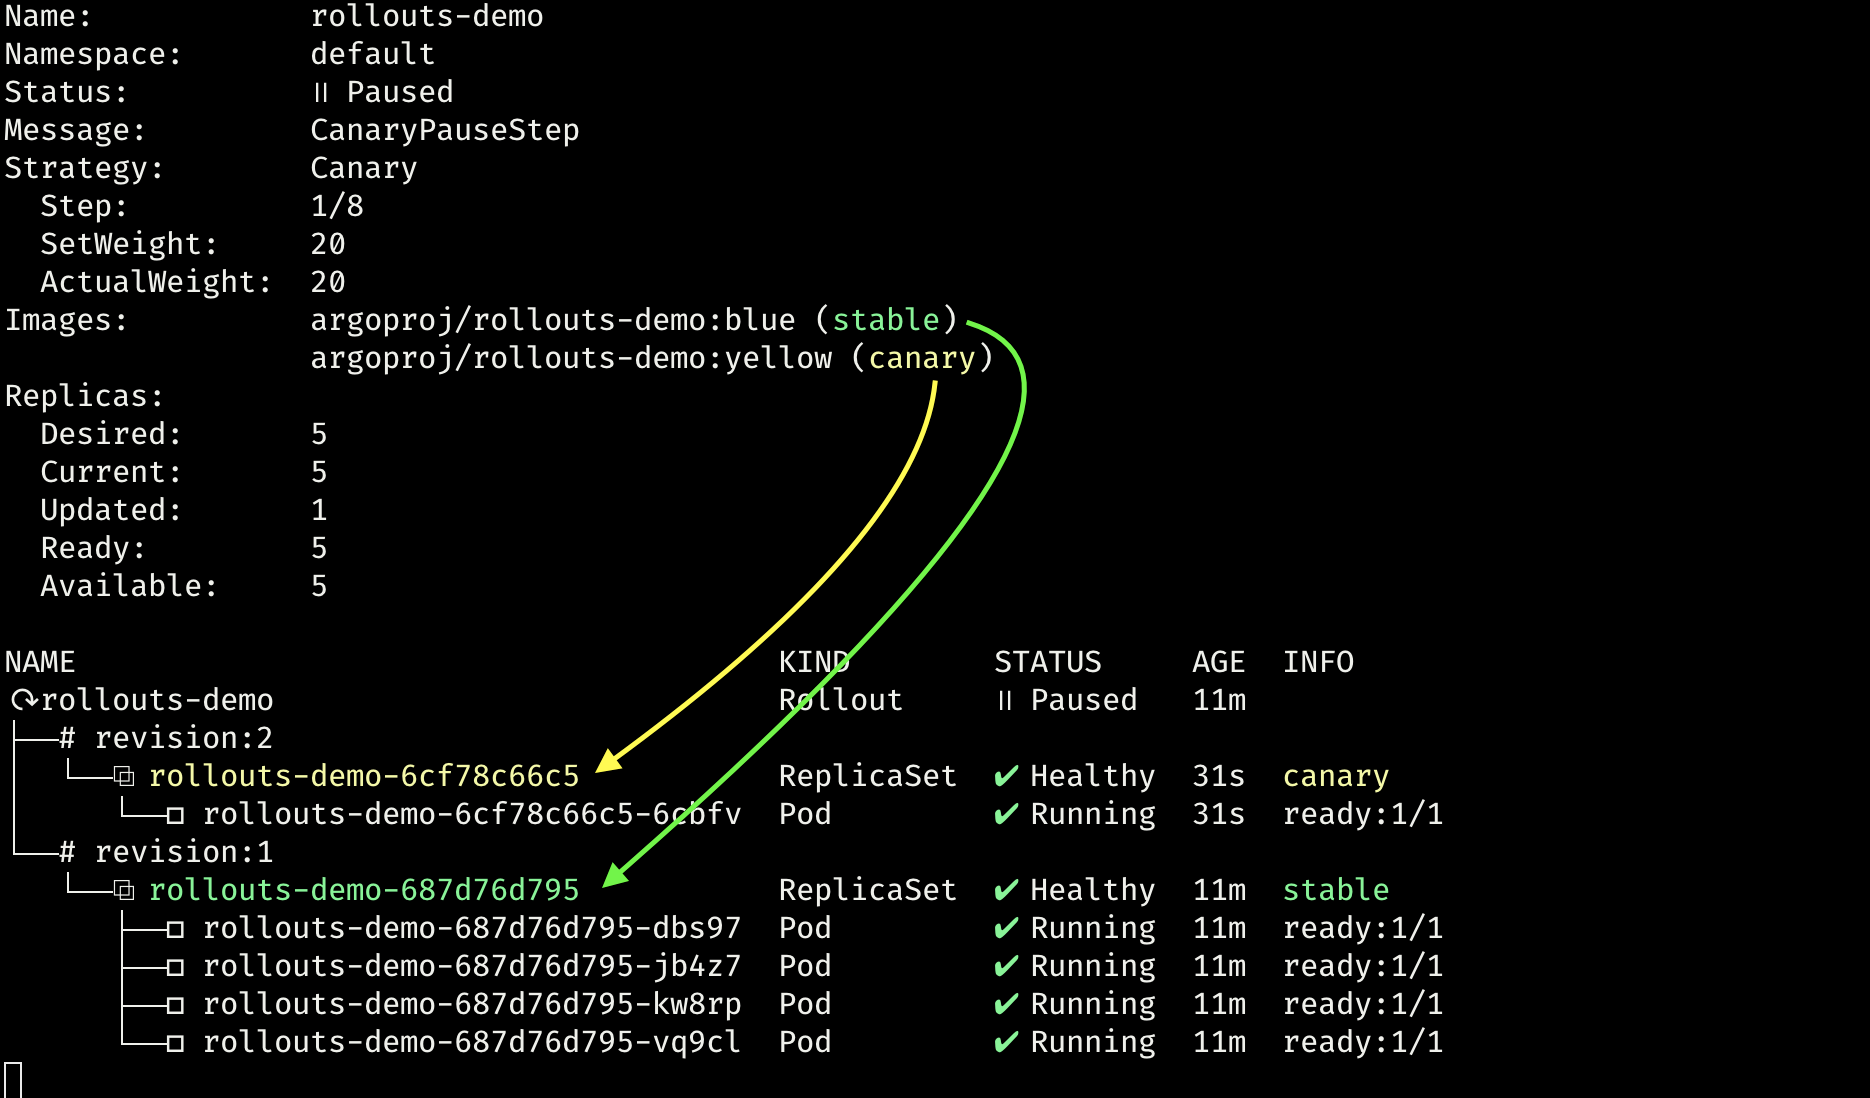 Name: rollouts-demo
Namespace: default
Status: ॥ Paused
Message: CanaryPauseStep
Strategy: Canary
Step: 1/8
SetWeight: 20
ActualWeight: 20
Images: argoproj/rollouts-demo:blue (stable)
argoproj/rollouts-demo:yellow (canary)
Replicas:
Desired: 5
Current: 5
Updated: 1
Ready: 5
Available: 5
NAME KIND STATUS AGE INFO
⟳ rollouts-demo Rollout ॥ Paused 11m
├──# revision:2
│  └──⧉ rollouts-demo-6cf78c66c5 ReplicaSet ✔ Healthy 31s canary
│     └──□ rollouts-demo-6cf78c66c5-6cbfv Pod ✔ Running 31s ready:1/1
└──# revision:1
   └──⧉ rollouts-demo-687d76d795 ReplicaSet ✔ Healthy 11m stable
      ├──□ rollouts-demo-687d76d795-dbs97 Pod ✔ Running 11m ready:1/1
      ├──□ rollouts-demo-687d76d795-jb4z7 Pod ✔ Running 11m ready:1/1
      ├──□ rollouts-demo-687d76d795-kw8rp Pod ✔ Running 11m ready:1/1
      └──□ rollouts-demo-687d76d795-vq9cl Pod ✔ Running 11m ready:1/1